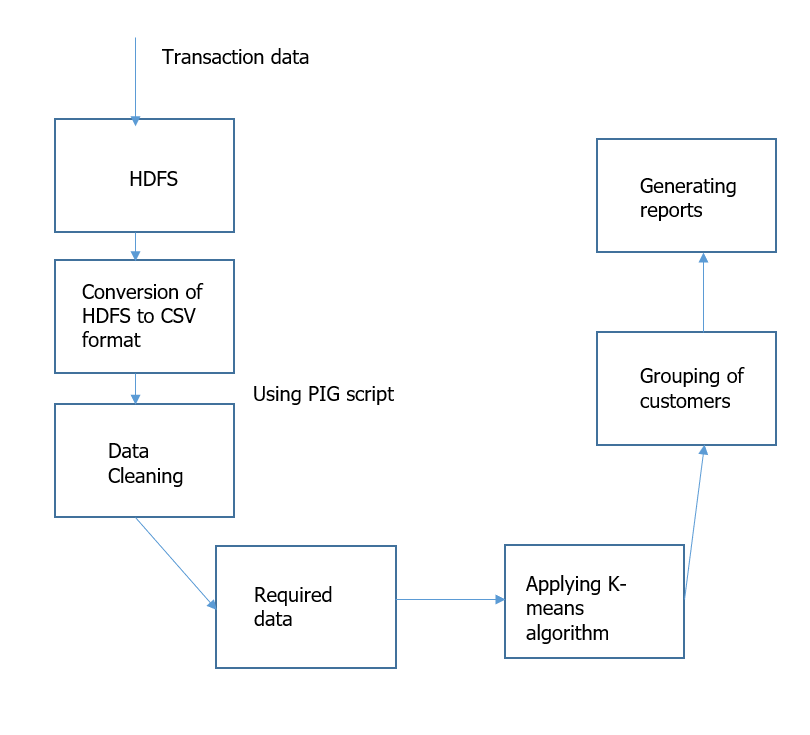 Transaction data
HDFS
Conversion of
HDFS to CSV
format
Using PIG script
Data
Cleaning
Required
data
Applying K-
means
algorithm
Grouping of
customers
Generating
reports